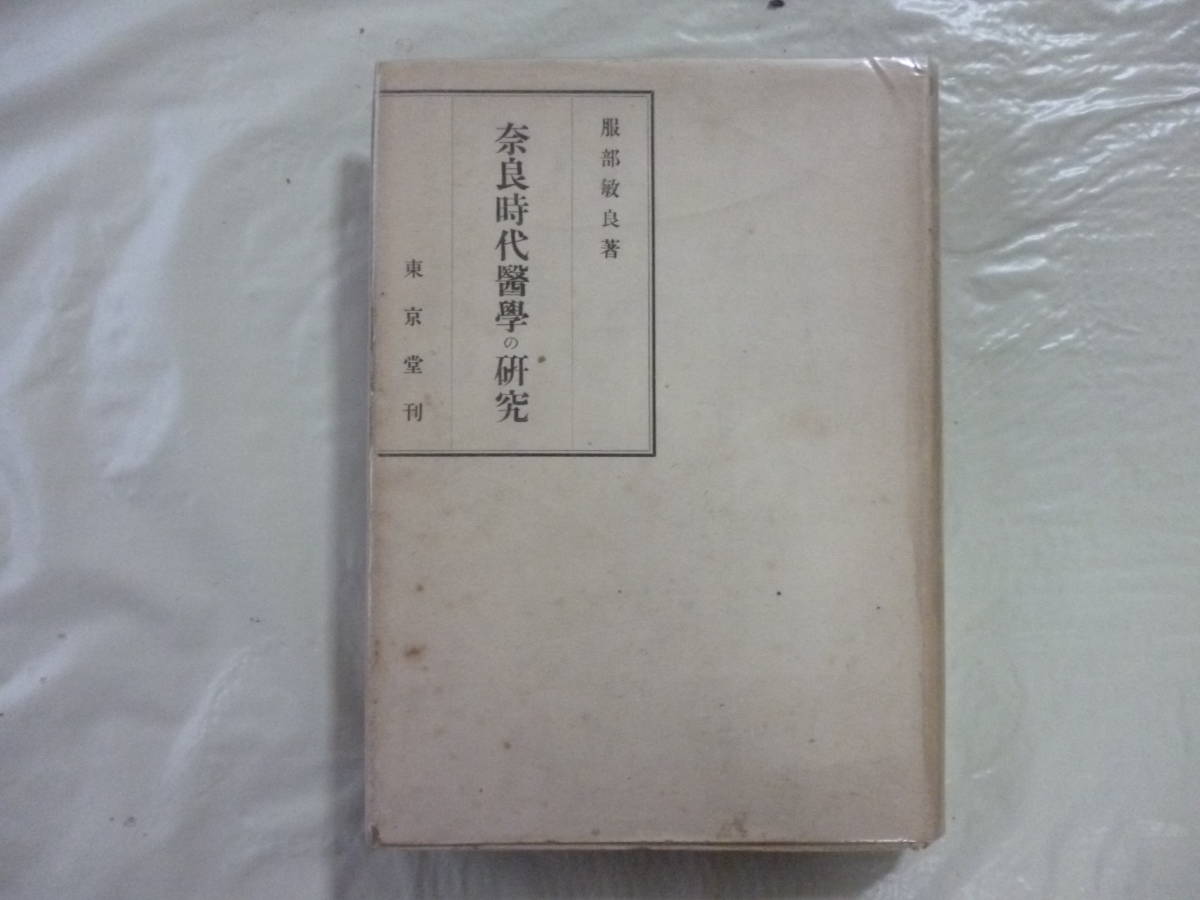 服部敏良著
奈良時代醫學の研究
東京堂刊